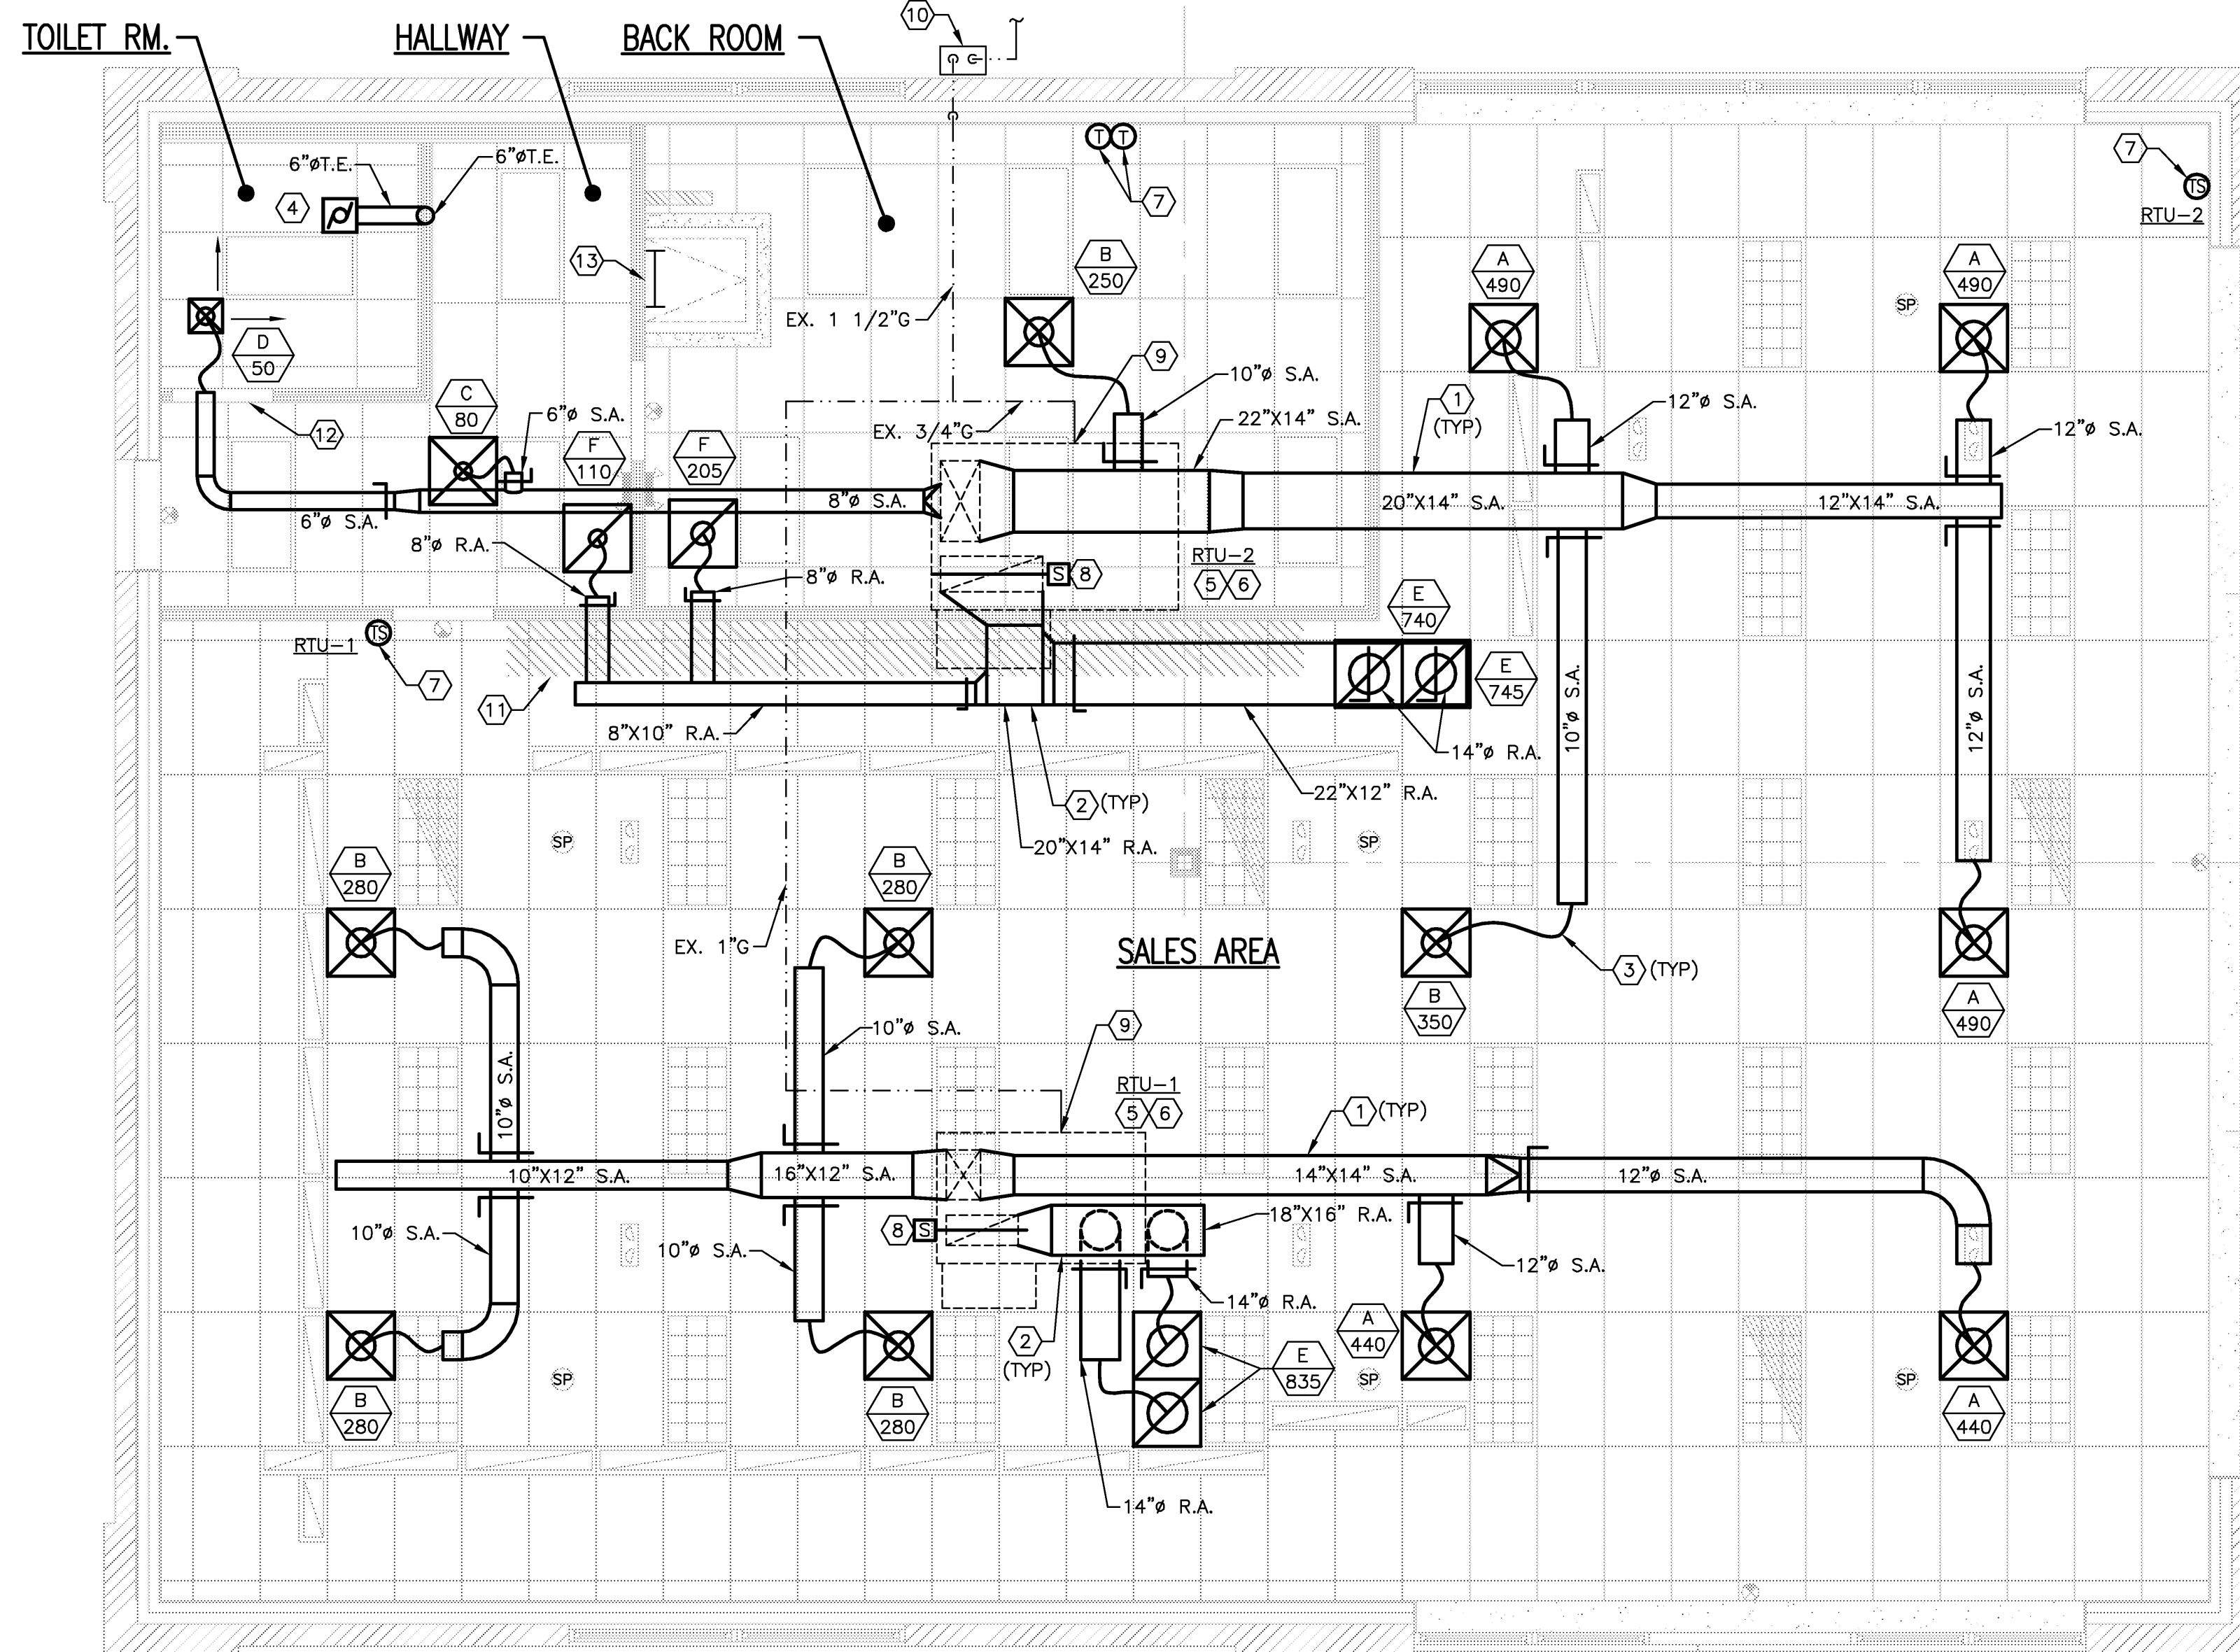 10
TOILET RM.
HALLWAY
BACK ROOM
T T
7
7
TS
RTU-2
6"øT.E.
6"øT.E.
4
13
B
250
A
490
A
490
SP
EX. 1 1/2"G
D
50
9
10"ø S.A.
1
(TYP)
12"ø S.A.
12"ø S.A.
C
80
6"ø S.A.
12
EX. 3/4"G
22"X14" S.A.
F
110
F
205
6"ø S.A.
8"ø S.A.
20"X14" S.A.
12"X14" S.A.
8"ø R.A.
8"ø R.A.
S
8
RTU-2
5 6
E
740
RTU-1
TS
7
11
E
745
8"X10" R.A.
10"ø S.A.
12"ø S.A.
14"ø R.A.
22"X12" R.A.
2 (TYP)
20"X14" R.A.
SP
SP
B
280
B
280
EX. 1"G
SALES AREA
3 (TYP)
B
350
A
490
10"ø S.A.
9
RTU-1
5 6
1 (TYP)
10"ø S.A.
10"X12" S.A.
16"X12" S.A.
14"X14" S.A.
12"ø S.A.
10"ø S.A.
10"ø S.A.
8
S
18"X16" R.A.
12"ø S.A.
14"ø R.A.
2
(TYP)
A
440
E
835
SP
SP
SP
B
280
B
280
A
440
14"ø R.A.